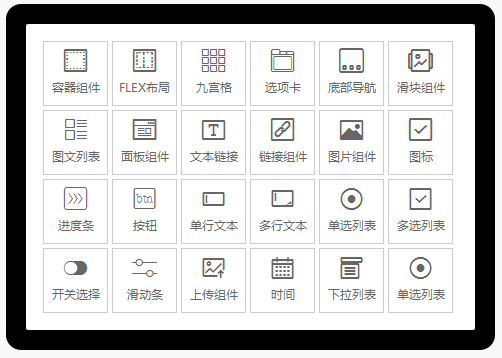 容器组件 FLEX布局 九宫格 选项卡 底部导航 滑块组件
T
图文列表 面板组件 文本链接 链接组件 图片组件 图标
btn
进度条 按钮 单行文本 多行文本 单选列表 多选列表
开关选择 滑动条 上传组件 时间 下拉列表 单选列表